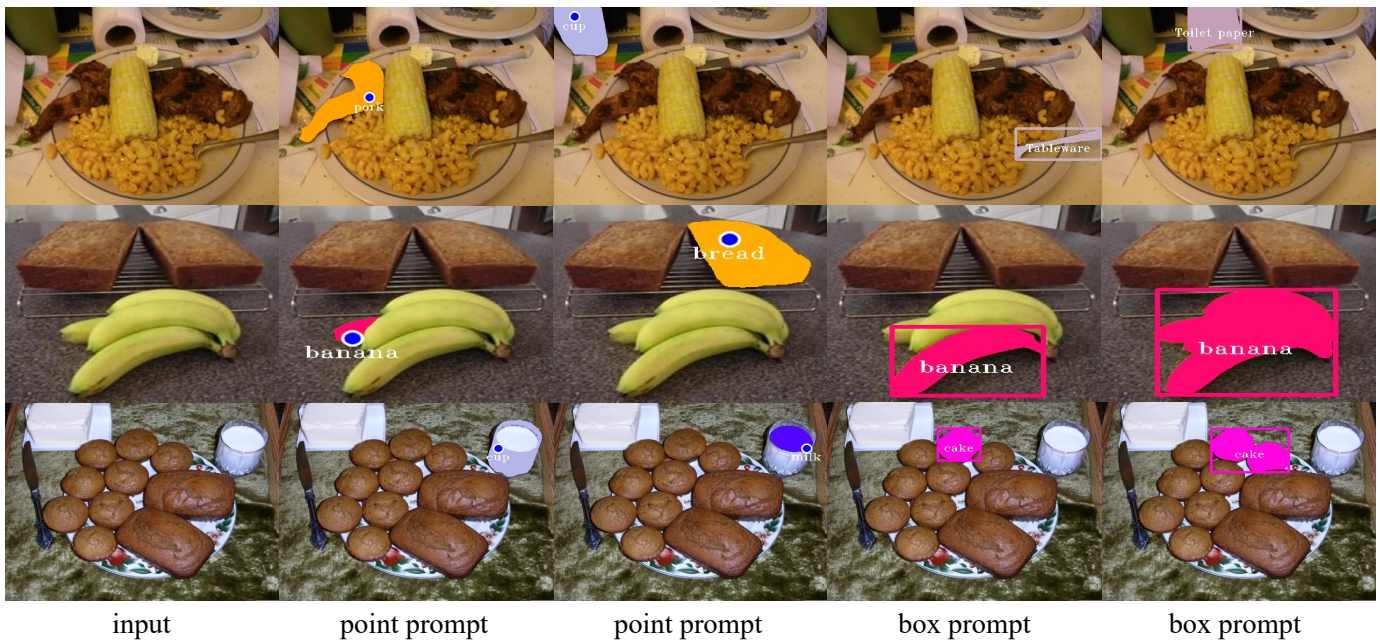 cup
Toilet paper
pork
Tableware
bread
banana
banana
banana
cup
milk
cake
cake
input
point prompt
point prompt
box prompt
box prompt